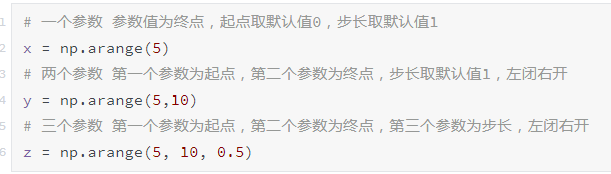 1 # 一个参数 参数值为终点，起点取默认值0，步长取默认值1
2 x = np.arange(5)
3 # 两个参数 第一个参数为起点，第二个参数为终点，步长取默认值1，左闭右开
4 y = np.arange(5,10)
5 # 三个参数 第一个参数为起点，第二个参数为终点，第三个参数为步长，左闭右开
6 z = np.arange(5, 10, 0.5)